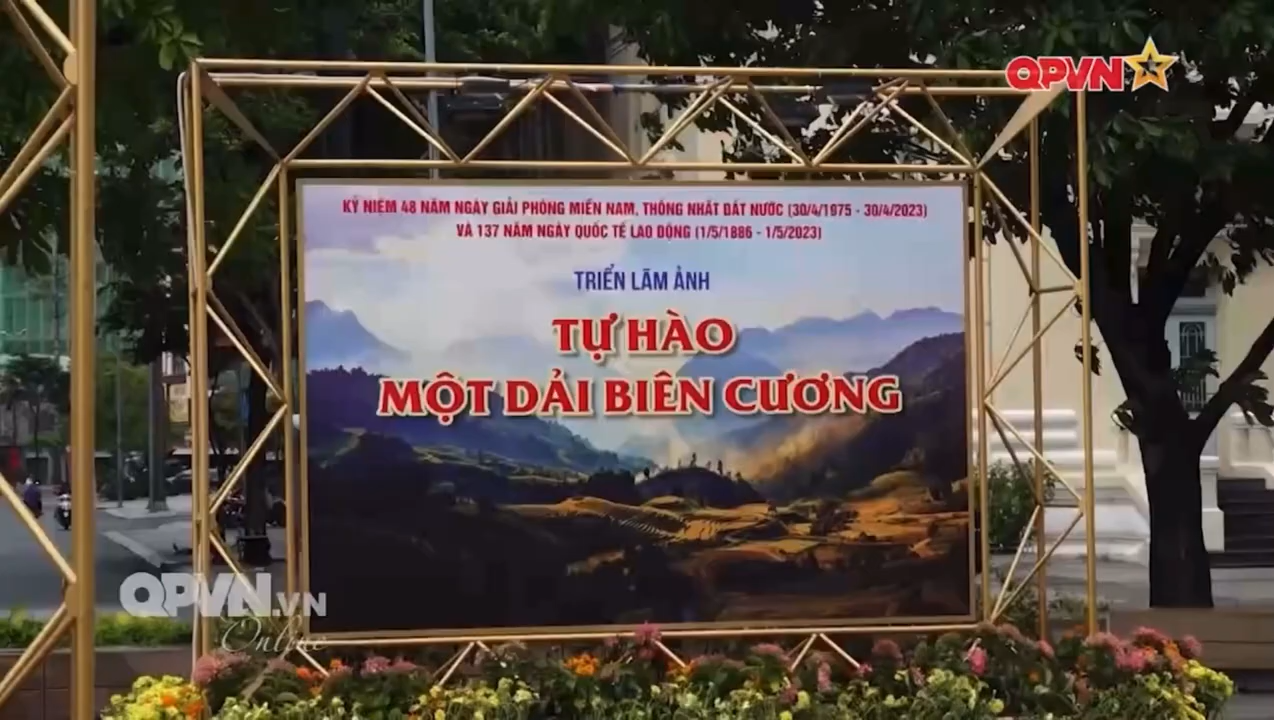 QPVN
KỶ NIỆM 48 NĂM NGÀY GIẢI PHÓNG MIỀN NAM, THỐNG NHẤT ĐẤT NƯỚC (30/4/1975 - 30/4/2023)
VÀ 137 NĂM NGÀY QUỐC TẾ LAO ĐỘNG (1/5/1886 - 1/5/2023)
TRIỂN LÃM ẢNH
TỰ HÀO
MỘT DẢI BIÊN CƯƠNG
QPVN.VN
Online